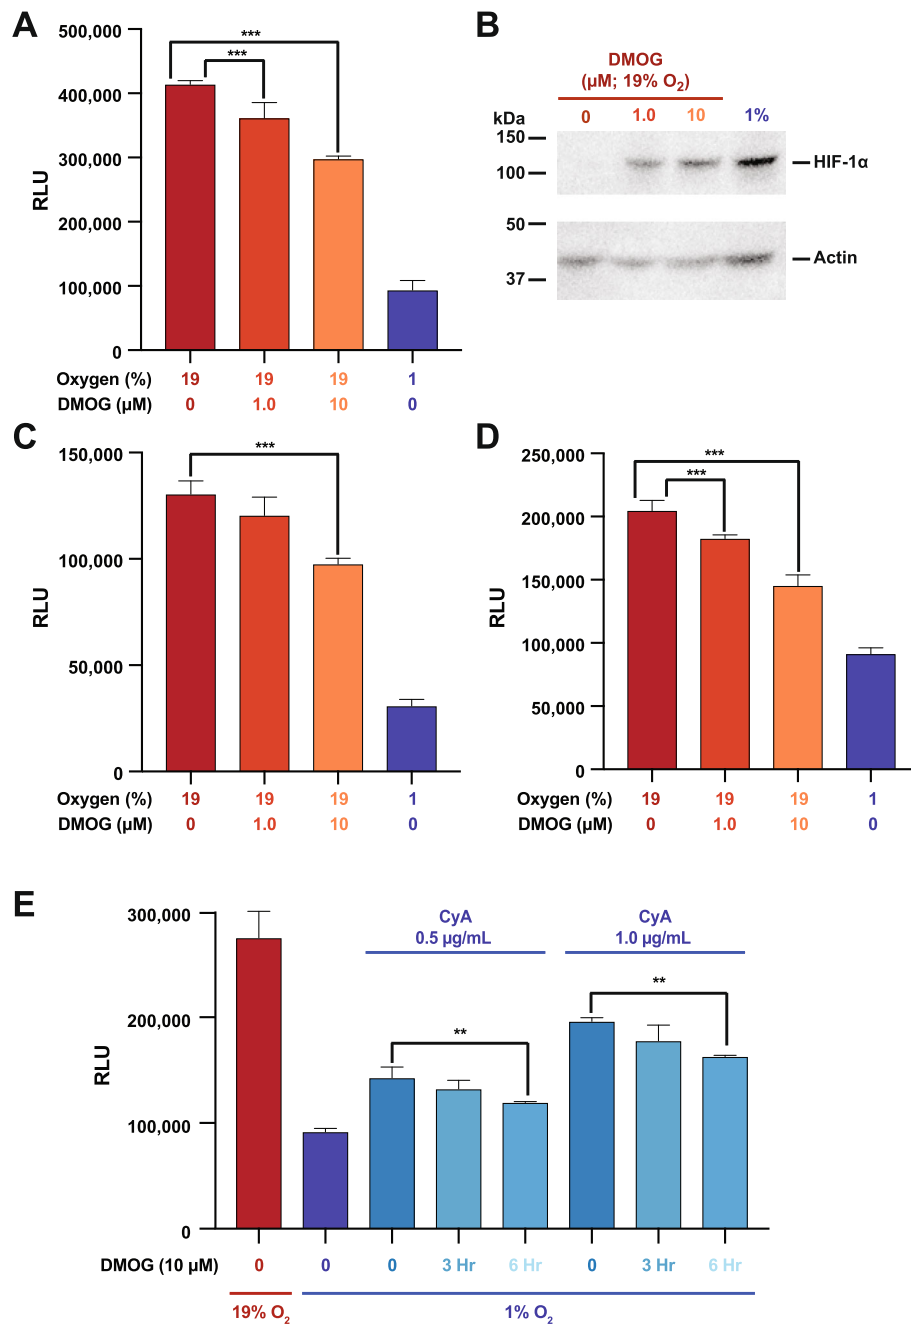 A
500,000
400,000
300,000
200,000
100,000
0
RLU
***
***
Oxygen (%) 19 19 19 1
DMOG (µM) 0 1.0 10 0
B
DMOG
(µM; 19% O₂)
kDa 0 1.0 10 1%
150
100
HIF-1α
50
37
Actin
C
150,000
100,000
50,000
0
RLU
***
Oxygen (%) 19 19 19 1
DMOG (µM) 0 1.0 10 0
D
250,000
200,000
150,000
100,000
50,000
0
RLU
***
***
Oxygen (%) 19 19 19 1
DMOG (µM) 0 1.0 10 0
E
300,000
200,000
100,000
0
RLU
CyA
0.5 µg/mL
CyA
1.0 µg/mL
**
**
DMOG (10 µM) 0 0 0 3 Hr 6 Hr 0 3 Hr 6 Hr
19% O₂ 1% O₂